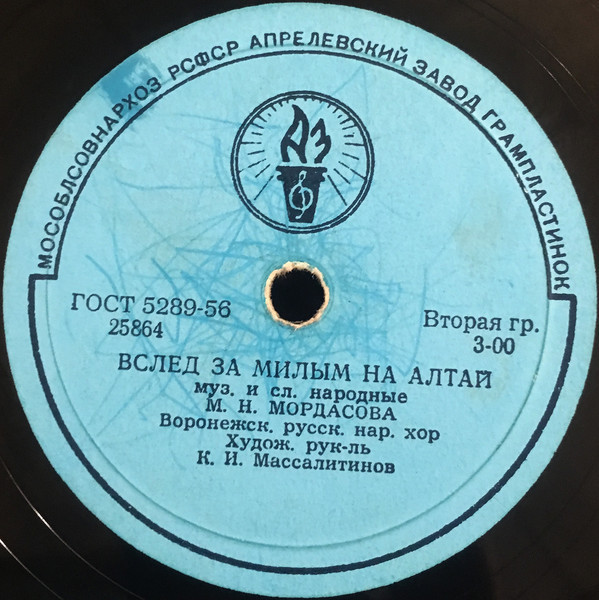 МОСОБЛСОВНАРХОЗ РСФСР АПРЕЛЕВСКИЙ ЗАВОД ГРАМПЛАСТИНОК
АЗ
ГОСТ 5289-56
25864
Вторая гр.
3-00
ВСЛЕД ЗА МИЛЫМ НА АЛТАЙ
муз. и сл. народные
М. Н. МОРДАСОВА
Воронежск. русск. нар. хор
Худож. рук-ль
К. И. Массалитинов